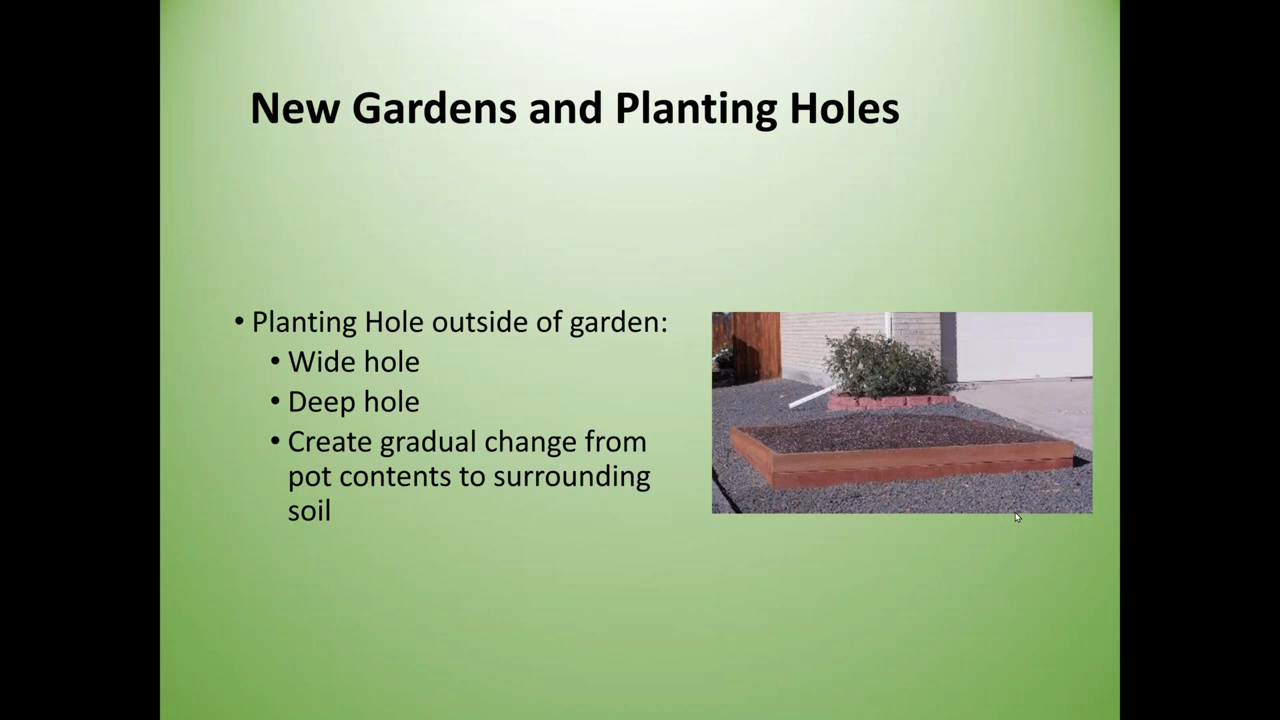 New Gardens and Planting Holes
• Planting Hole outside of garden:
• Wide hole
• Deep hole
• Create gradual change from
pot contents to surrounding
soil